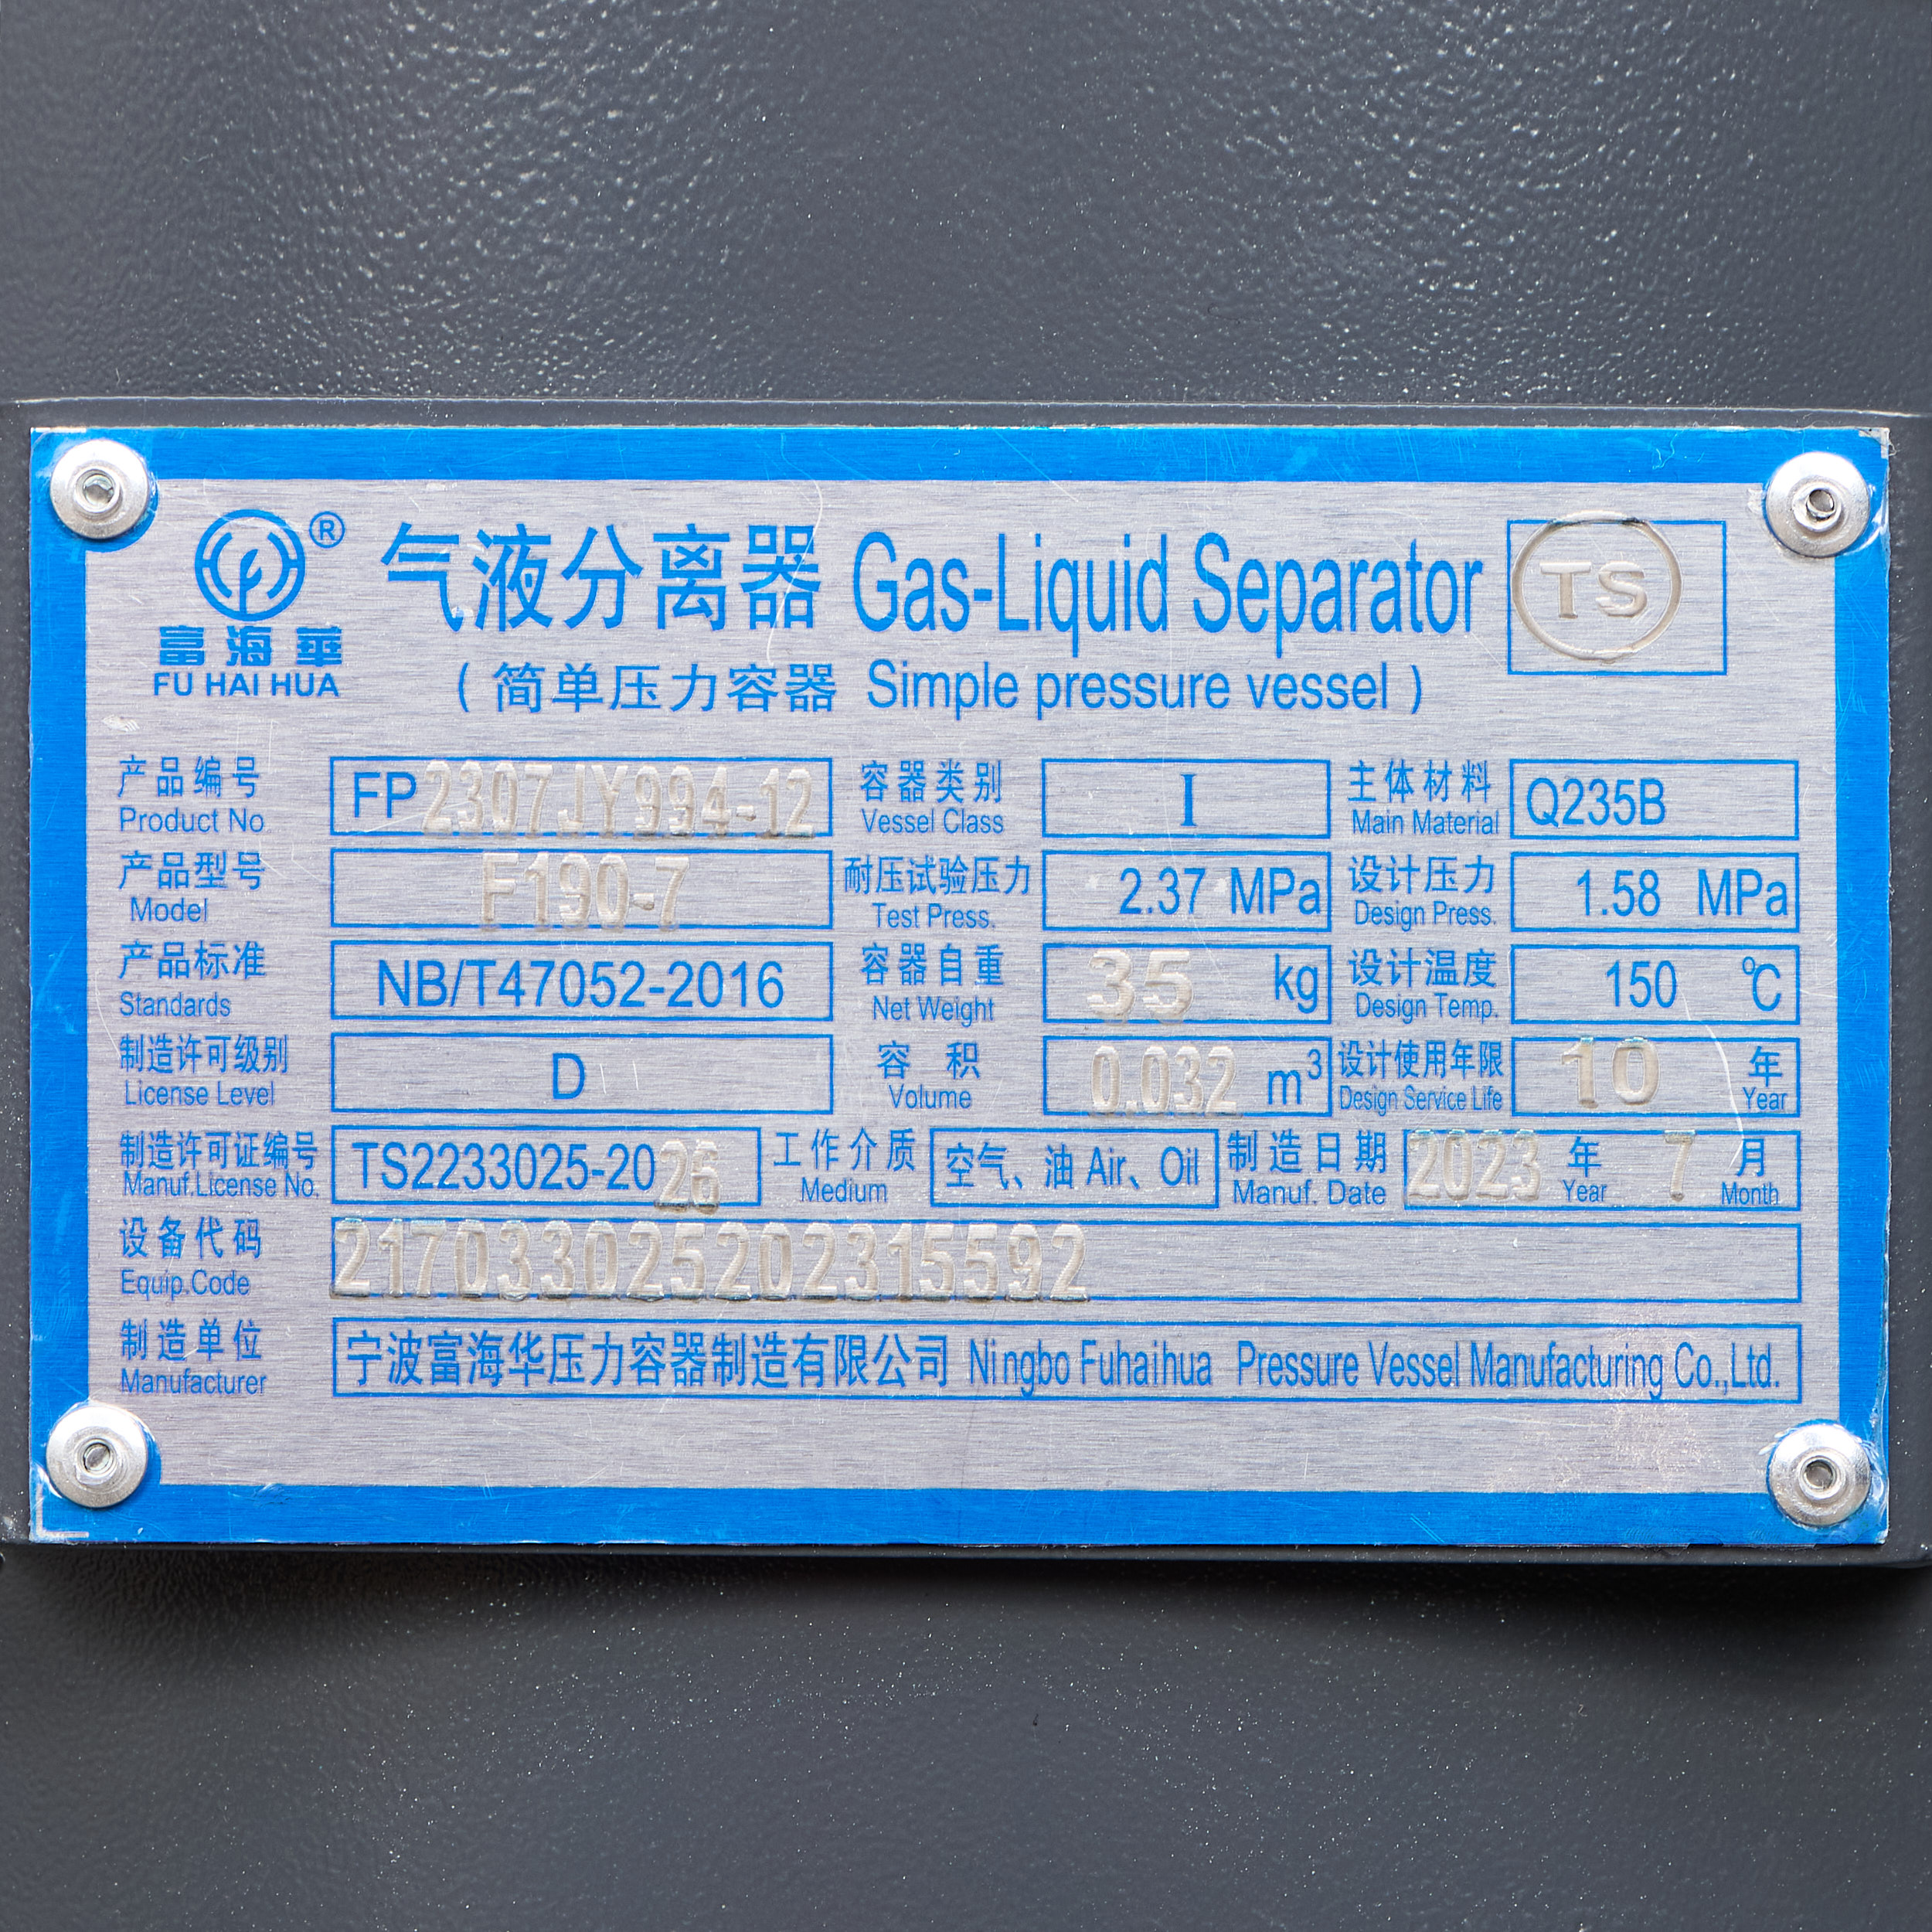 ® 气液分离器 Gas-Liquid Separator TS
富海華
FU HAI HUA
(简单压力容器 Simple pressure vessel)
产品编号 FP2307JY994-12 容器类别 I 主体材料 Q235B
Product No Vessel Class Main Material
产品型号 F190-7 耐压试验压力 2.37 MPa 设计压力 1.58 MPa
Model Test Press. Design Press.
产品标准 NB/T47052-2016 容器自重 35 kg 设计温度 150 ℃
Standards Net Weight Design Temp.
制造许可级别 D 容积 0.032 m³ 设计使用年限 10 年
License Level Volume Design Service Life Year
制造许可证编号 TS2233025-2026 工作介质 空气、油 Air、Oil 制造日期 2023 年 7 月
Manuf.License No. Medium Manuf. Date Year Month
设备代码 217033025202315592
Equip.Code
制造单位 宁波富海华压力容器制造有限公司 Ningbo Fuhaihua Pressure Vessel Manufacturing Co.,Ltd.
Manufacturer